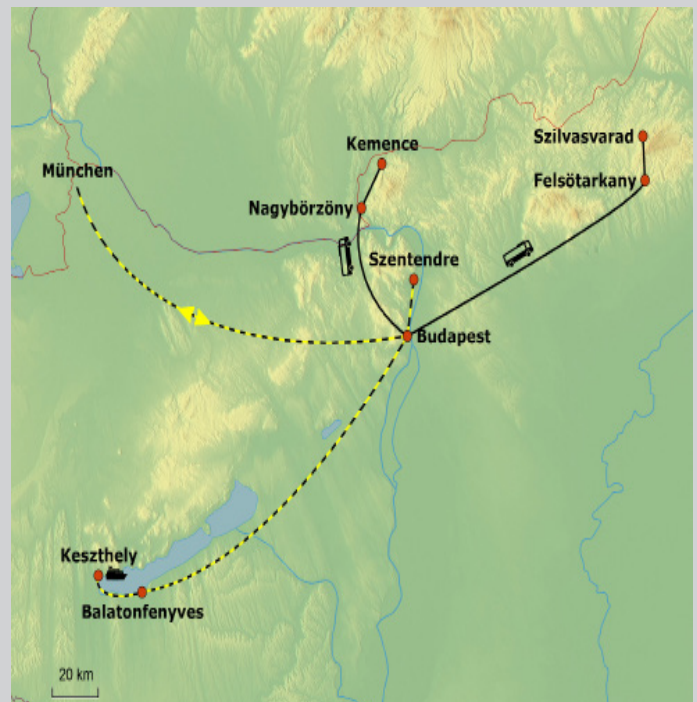 Kemence
Szilvasvarad
München
Felsötarkany
Nagybörzöny
Szentendre
Budapest
Keszthely
Balatonfenyves
20 km